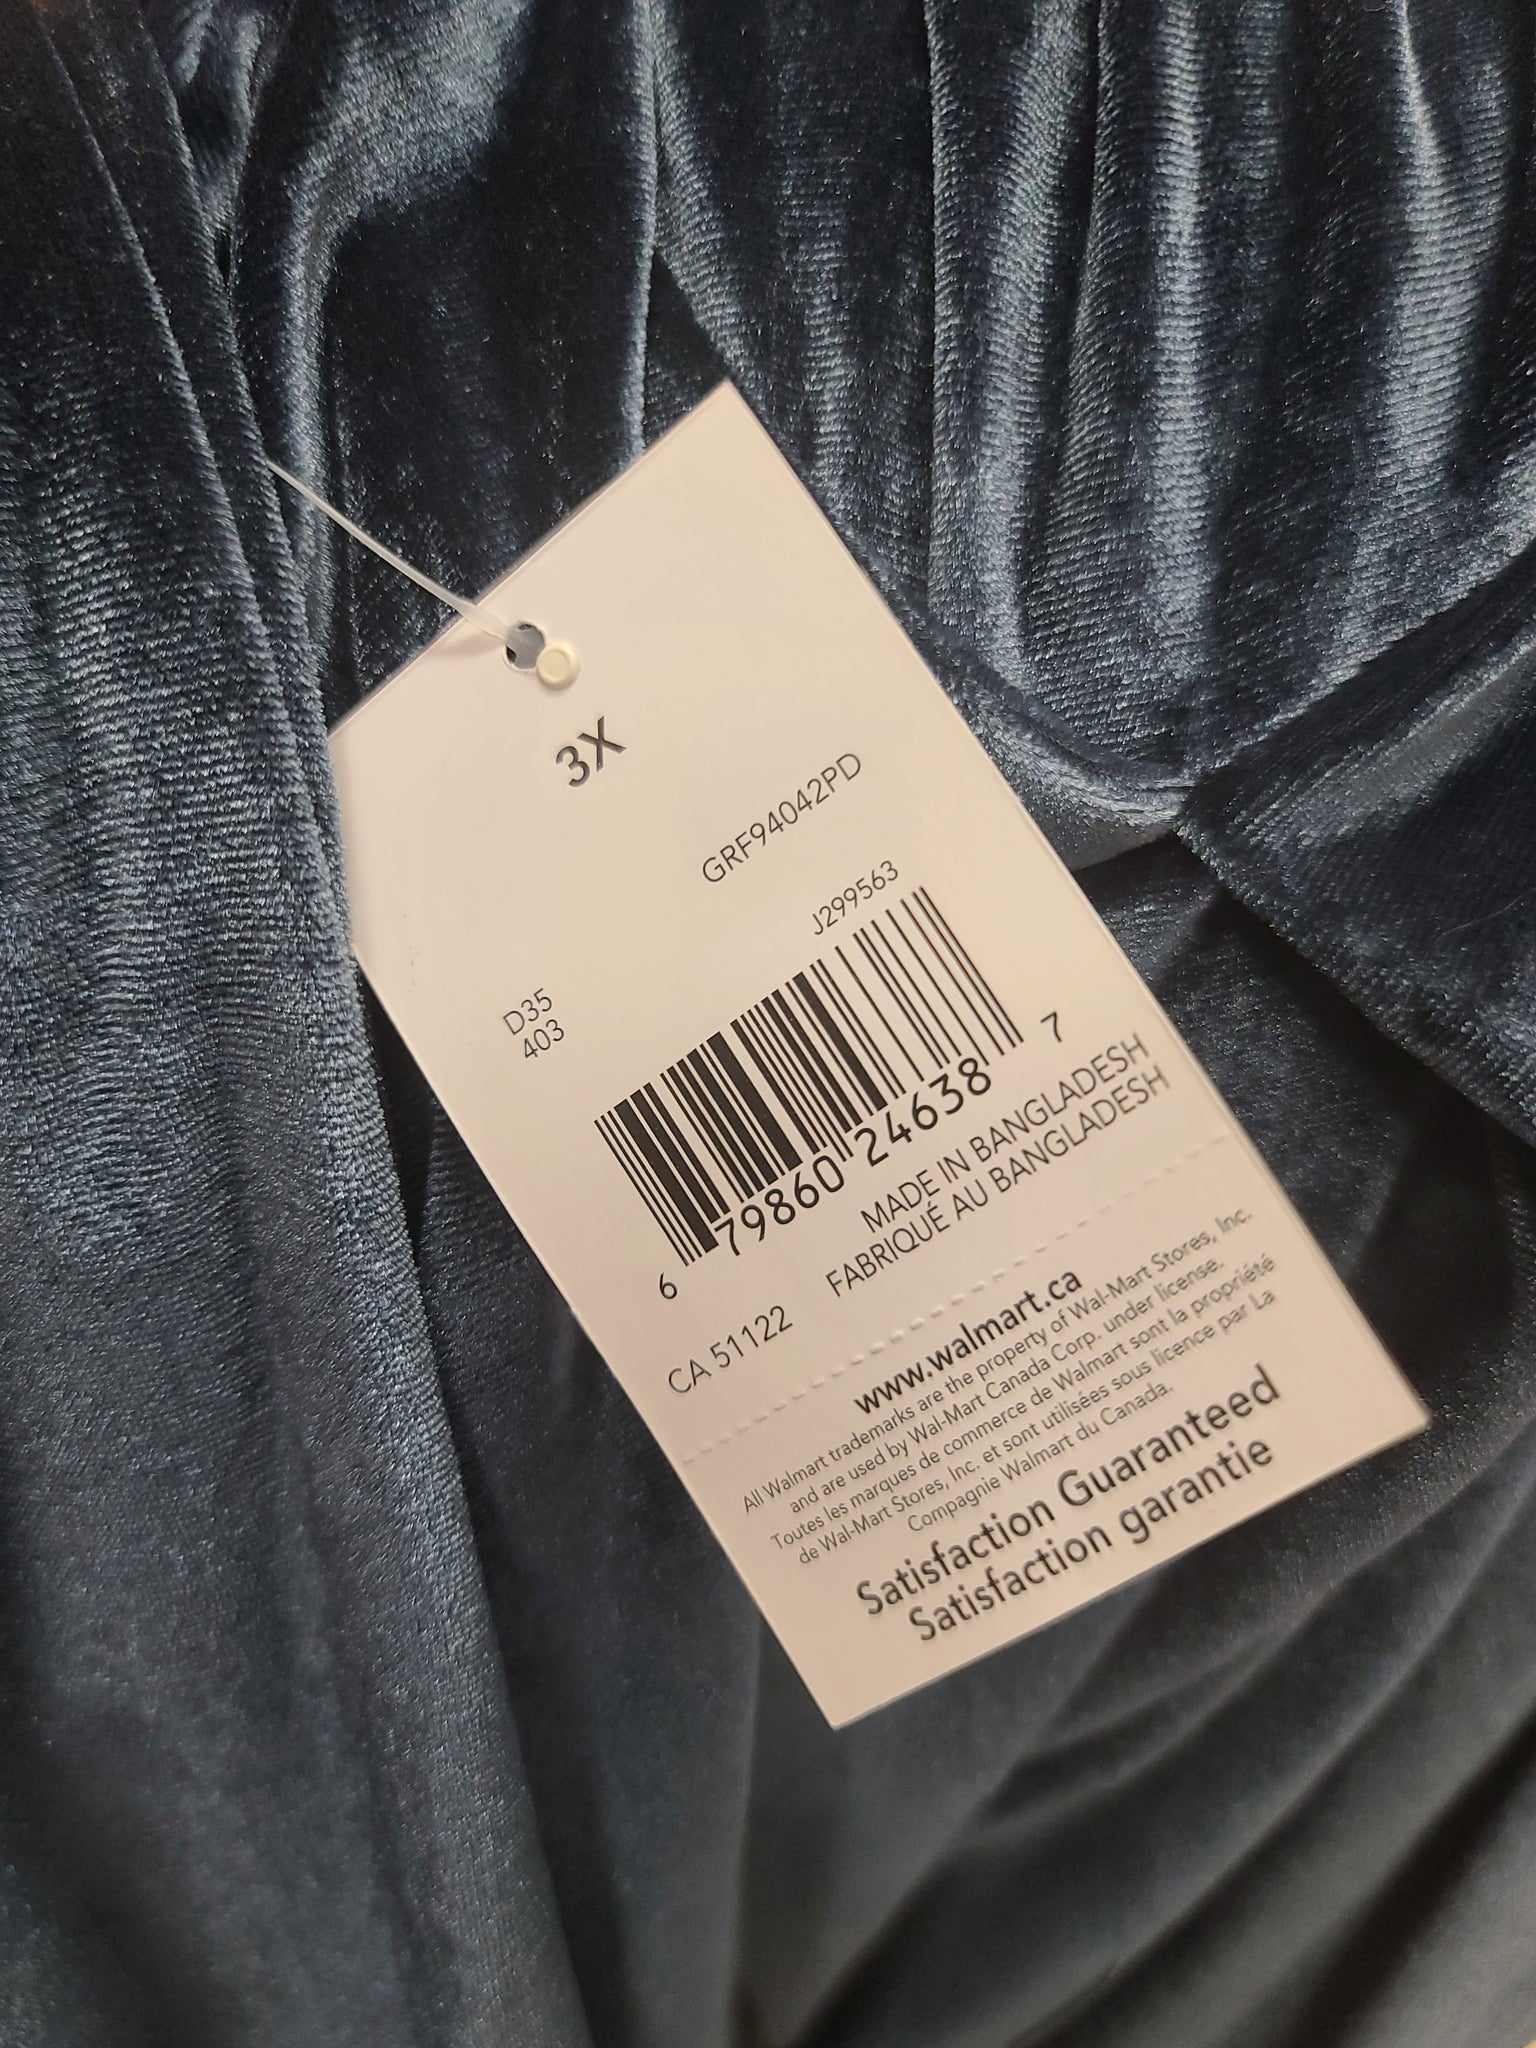 3X
GRF94042PD
J299563
D35
403
6 79860 24638 7
MADE IN BANGLADESH
FABRIQUÉ AU BANGLADESH
CA 51122
www.walmart.ca
All Walmart trademarks are the property of Wal-Mart Stores, Inc.
and are used by Wal-Mart Canada Corp. under license.
Toutes les marques de commerce de Walmart sont la propriété
de Wal-Mart Stores, Inc. et sont utilisées sous licence par La
Compagnie Walmart du Canada.
Satisfaction Guaranteed
Satisfaction garantie